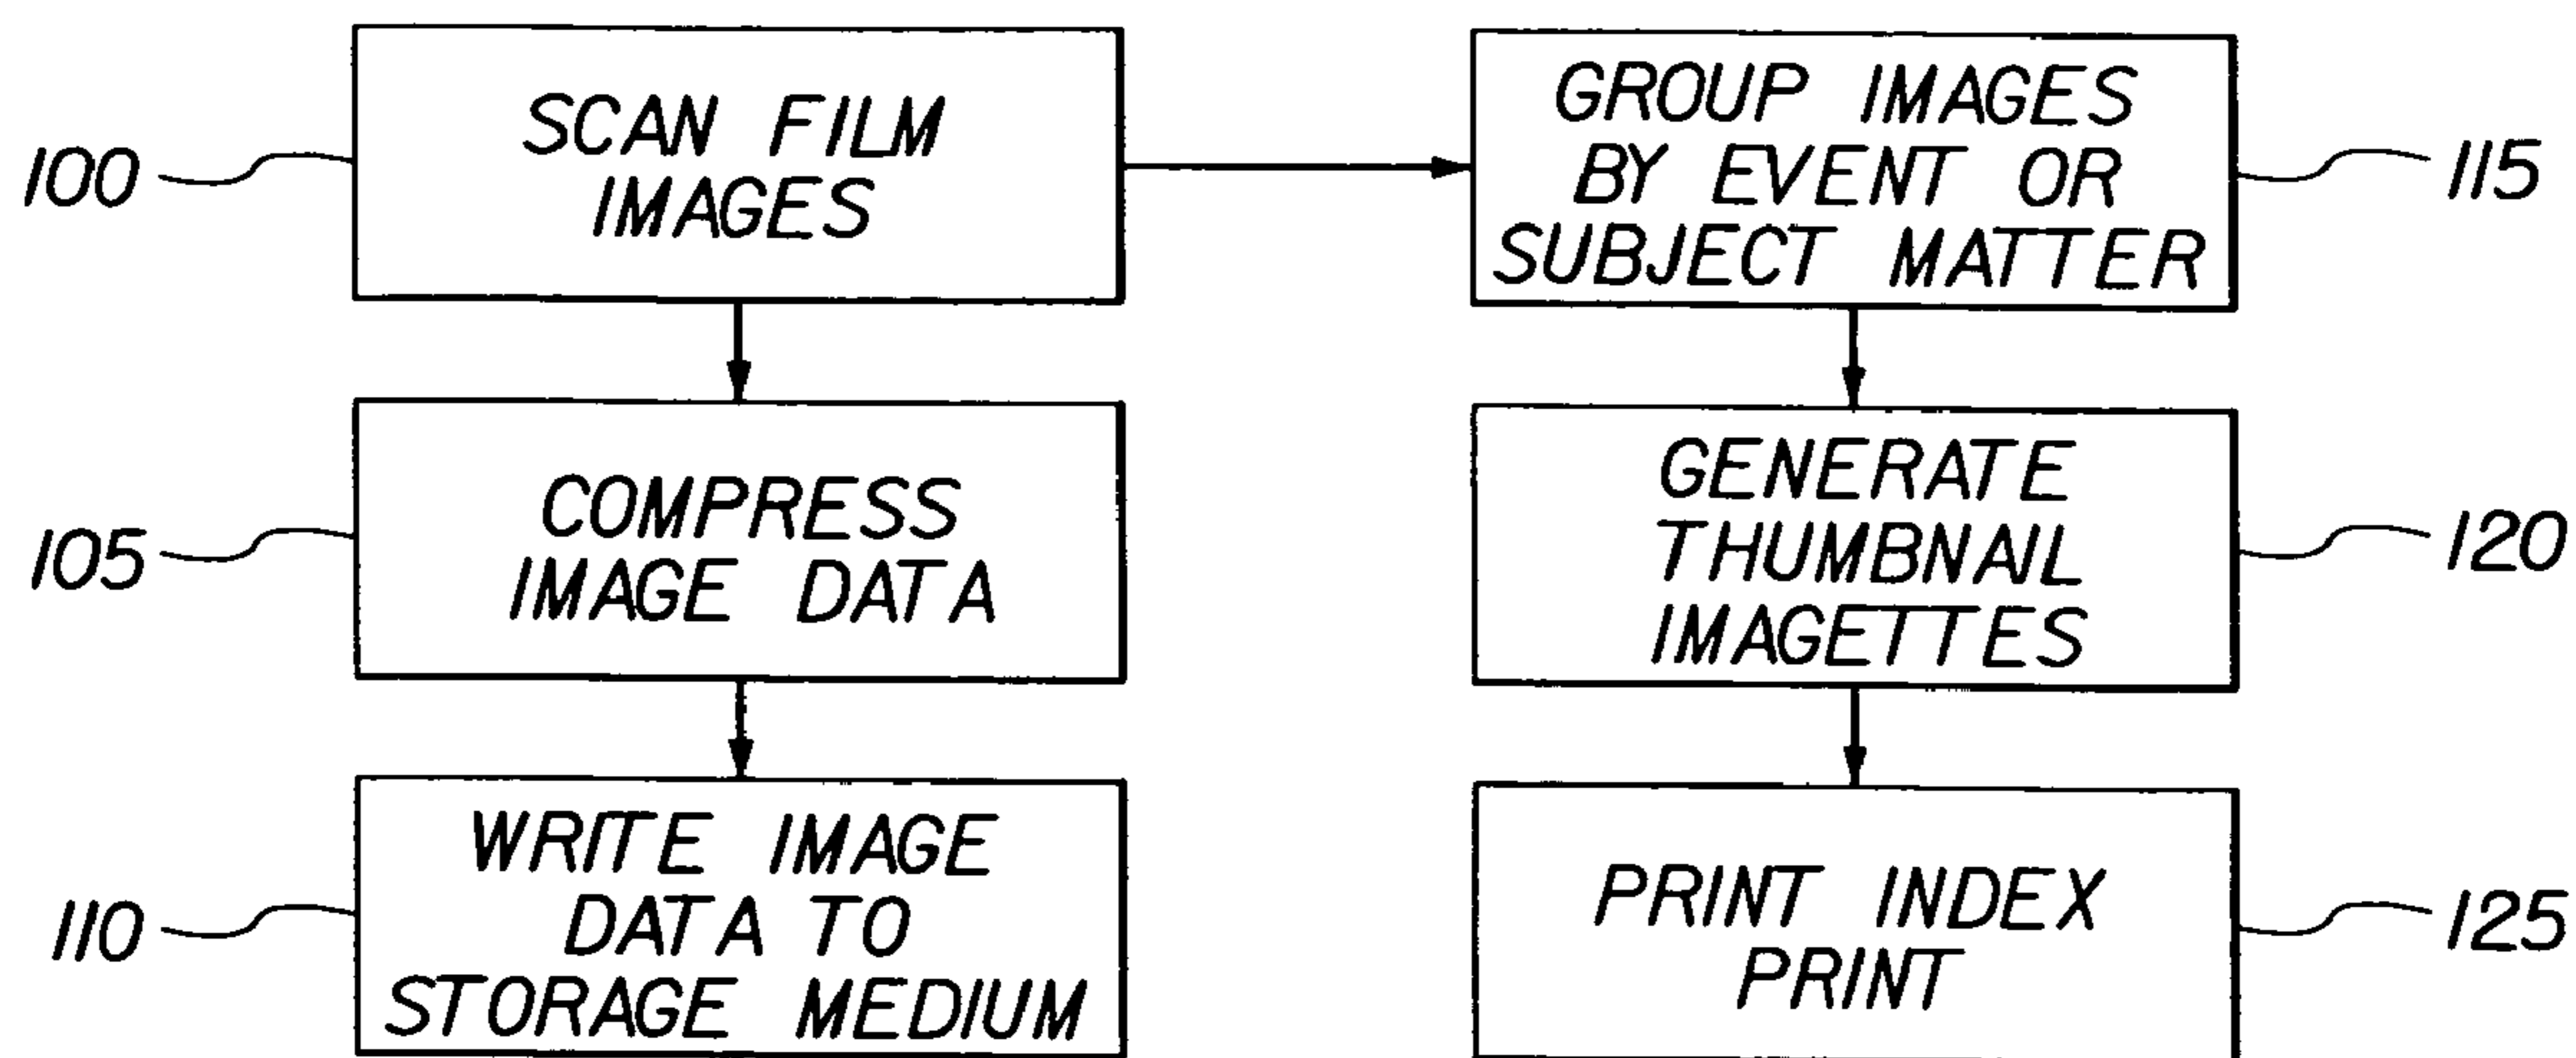 100
SCAN FILM
IMAGES
GROUP IMAGES
BY EVENT OR
SUBJECT MATTER
115
105
COMPRESS
IMAGE DATA
GENERATE
THUMBNAIL
IMAGETTES
120
110
WRITE IMAGE
DATA TO
STORAGE MEDIUM
PRINT INDEX
PRINT
125